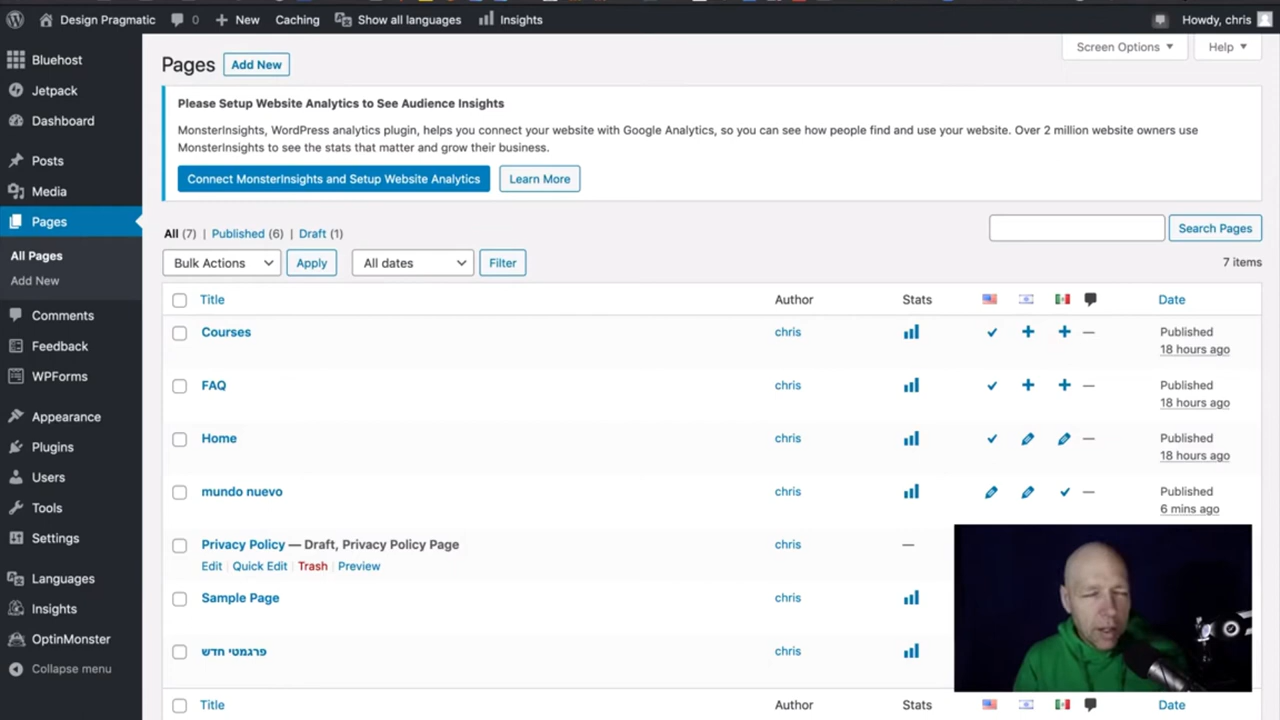 Design Pragmatic 0 New Caching Show all languages Insights Howdy, chris
Bluehost
Jetpack
Dashboard
Posts
Media
Pages
All Pages
Add New
Comments
Feedback
WPForms
Appearance
Plugins
Users
Tools
Settings
Languages
Insights
OptinMonster
Collapse menu
Screen Options Help
Pages Add New
Please Setup Website Analytics to See Audience Insights
MonsterInsights, WordPress analytics plugin, helps you connect your website with Google Analytics, so you can see how people find and use your website. Over 2 million website owners use
MonsterInsights to see the stats that matter and grow their business.
Connect MonsterInsights and Setup Website Analytics Learn More
All (7) | Published (6) | Draft (1)
Search Pages
Bulk Actions Apply All dates Filter
7 items
Title Author Stats Date
Courses chris — Published
18 hours ago
FAQ chris — Published
18 hours ago
Home chris — Published
18 hours ago
mundo nuevo chris — Published
6 mins ago
Privacy Policy — Draft, Privacy Policy Page chris —
Edit | Quick Edit | Trash | Preview
Sample Page chris
פרגמטי חדש chris
Title Author Stats Date